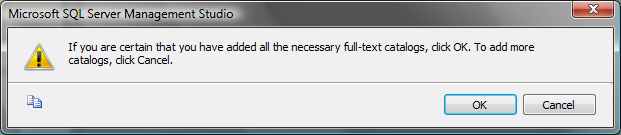 Microsoft SQL Server Management Studio
If you are certain that you have added all the necessary full-text catalogs, click OK. To add more
catalogs, click Cancel.
OK
Cancel